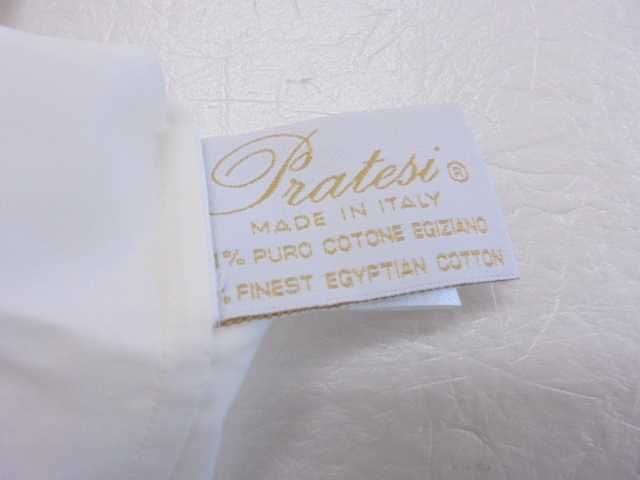 Pratesi ®
MADE IN ITALY
% PURO COTONE EGIZIANO
% FINEST EGYPTIAN COTTON